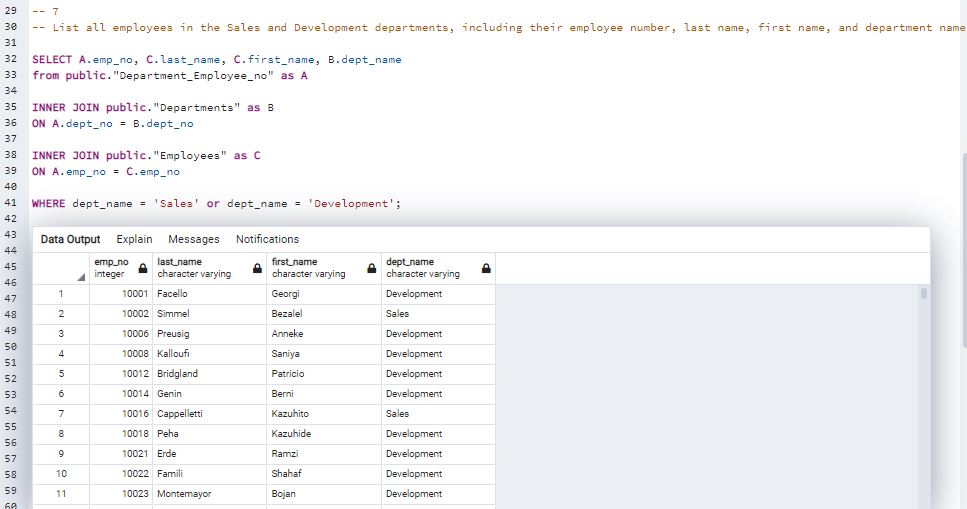 29 -- 7
30 -- List all employees in the Sales and Development departments, including their employee number, last name, first name, and department name
31
32 SELECT A.emp_no, C.last_name, C.first_name, B.dept_name
33 from public."Department_Employee_no" as A
34
35 INNER JOIN public."Departments" as B
36 ON A.dept_no = B.dept_no
37
38 INNER JOIN public."Employees" as C
39 ON A.emp_no = C.emp_no
40
41 WHERE dept_name = 'Sales' or dept_name = 'Development';
42
43 Data Output Explain Messages Notifications
44
45 emp_no last_name first_name dept_name
integer character varying character varying character varying
46
47 1 10001 Facello Georgi Development
48 2 10002 Simmel Bezalel Sales
49 3 10006 Preusig Anneke Development
50
51 4 10008 Kalloufi Saniya Development
52 5 10012 Bridgland Patricio Development
53 6 10014 Genin Berni Development
54 7 10016 Cappelletti Kazuhito Sales
55
56 8 10018 Peha Kazuhide Development
57 9 10021 Erde Ramzi Development
58 10 10022 Famili Shahaf Development
59 11 10023 Montemayor Bojan Development
60